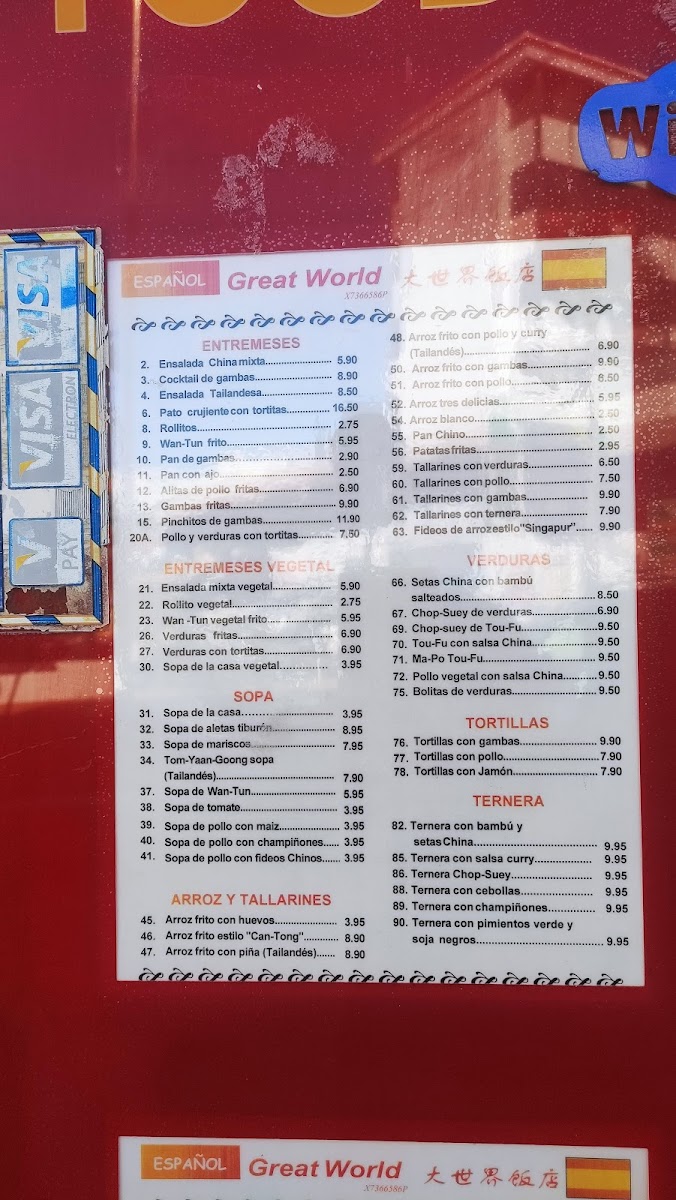 FOOD
Wi
VISA
VISA
ELECTRON
V
PAY
ESPAÑOL Great World 大世界飯店
X7366586P
ENTREMESES
2. Ensalada China mixta........................ 5.90
3. Cocktail de gambas........................ 8.90
4. Ensalada Tailandesa........................ 8.50
6. Pato crujiente con tortitas............... 16.50
8. Rollitos........................ 2.75
9. Wan-Tun frito........................ 5.95
10. Pan de gambas........................ 2.90
11. Pan con ajo........................ 2.50
12. Alitas de pollo fritas........................ 6.90
13. Gambas fritas........................ 9.90
15. Pinchitos de gambas........................ 11.90
20A. Pollo y verduras con tortitas............ 7.50
ENTREMESES VEGETAL
21. Ensalada mixta vegetal.................... 5.90
22. Rollito vegetal........................ 2.75
23. Wan -Tun vegetal frito.................... 5.95
26. Verduras fritas........................ 6.90
27. Verduras con tortitas........................ 6.90
30. Sopa de la casa vegetal............... 3.95
SOPA
31. Sopa de la casa........................ 3.95
32. Sopa de aletas tiburón.................... 8.95
33. Sopa de mariscos........................ 7.95
34. Tom-Yaan-Goong sopa
(Tailandés)........................ 7.90
37. Sopa de Wan-Tun........................ 5.95
38. Sopa de tomate........................ 3.95
39. Sopa de pollo con maiz.................... 3.95
40. Sopa de pollo con champiñones...... 3.95
41. Sopa de pollo con fideos Chinos....... 3.95
ARROZ Y TALLARINES
45. Arroz frito con huevos.................... 3.95
46. Arroz frito estilo "Can-Tong"............ 8.90
47. Arroz frito con piña (Tailandés)....... 8.90
48. Arroz frito con pollo y curry
(Tailandés)........................ 6.90
50. Arroz frito con gambas.................... 9.90
51. Arroz frito con pollo........................ 8.50
52. Arroz tres delicias........................ 5.95
54. Arroz blanco........................ 2.50
55. Pan Chino........................ 2.50
56. Patatas fritas........................ 2.95
59. Tallarines con verduras.................... 6.50
60. Tallarines con pollo........................ 7.50
61. Tallarines con gambas.................... 9.90
62. Tallarines con ternera.................... 7.90
63. Fideos de arroz estilo "Singapur"...... 9.90
VERDURAS
66. Setas China con bambú
salteados........................ 8.50
67. Chop-Suey de verduras.................... 6.90
69. Chop-suey de Tou-Fu.................... 9.50
70. Tou-Fu con salsa China.................... 9.50
71. Ma-Po Tou-Fu........................ 9.50
72. Pollo vegetal con salsa China........... 9.50
75. Bolitas de verduras........................ 9.50
TORTILLAS
76. Tortillas con gambas.................... 9.90
77. Tortillas con pollo........................ 7.90
78. Tortillas con Jamón........................ 7.90
TERNERA
82. Ternera con bambú y
setas China........................ 9.95
85. Ternera con salsa curry.................. 9.95
86. Ternera Chop-Suey........................ 9.95
88. Ternera con cebollas.................... 9.95
89. Ternera con champiñones............... 9.95
90. Ternera con pimientos verde y
soja negros........................ 9.95
ESPAÑOL Great World 大世界飯店
X7366586P